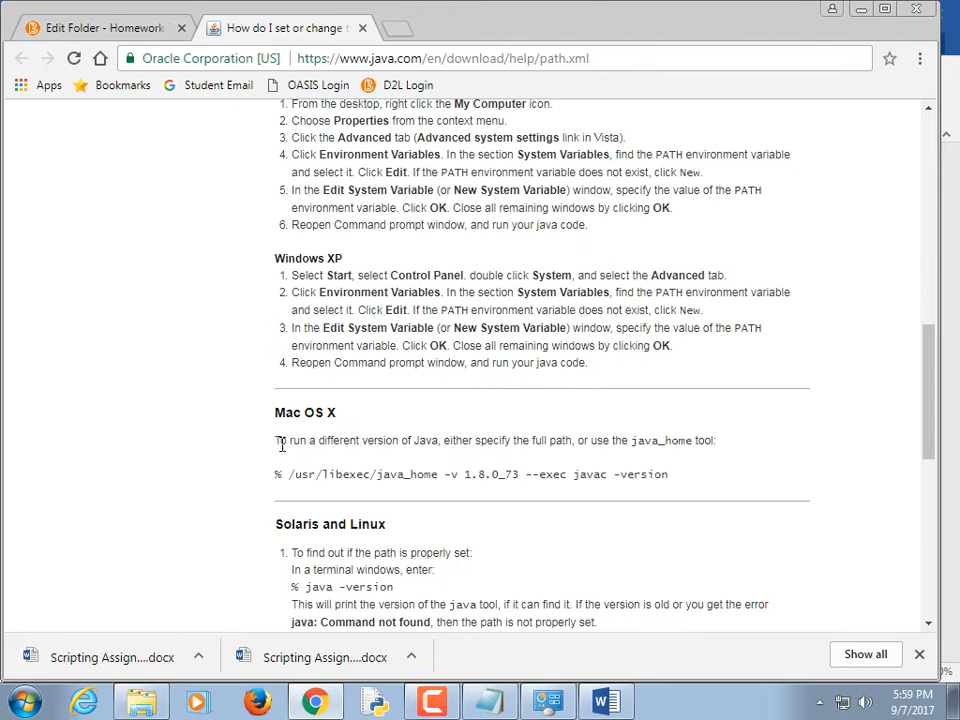 Edit Folder - Homework
How do I set or change t
Oracle Corporation [US] https://www.java.com/en/download/help/path.xml
Apps Bookmarks Student Email OASIS Login D2L Login
1. From the desktop, right click the My Computer icon.
2. Choose Properties from the context menu.
3. Click the Advanced tab (Advanced system settings link in Vista).
4. Click Environment Variables. In the section System Variables, find the PATH environment variable
and select it. Click Edit. If the PATH environment variable does not exist, click New.
5. In the Edit System Variable (or New System Variable) window, specify the value of the PATH
environment variable. Click OK. Close all remaining windows by clicking OK.
6. Reopen Command prompt window, and run your java code.
Windows XP
1. Select Start, select Control Panel. double click System, and select the Advanced tab.
2. Click Environment Variables. In the section System Variables, find the PATH environment variable
and select it. Click Edit. If the PATH environment variable does not exist, click New.
3. In the Edit System Variable (or New System Variable) window, specify the value of the PATH
environment variable. Click OK. Close all remaining windows by clicking OK.
4. Reopen Command prompt window, and run your java code.
Mac OS X
To run a different version of Java, either specify the full path, or use the java_home tool:
% /usr/libexec/java_home -v 1.8.0_73 --exec javac -version
Solaris and Linux
1. To find out if the path is properly set:
In a terminal windows, enter:
% java -version
This will print the version of the java tool, if it can find it. If the version is old or you get the error
java: Command not found, then the path is not properly set.
Scripting Assign....docx
Scripting Assign....docx
Show all
0%
5:59 PM
9/7/2017